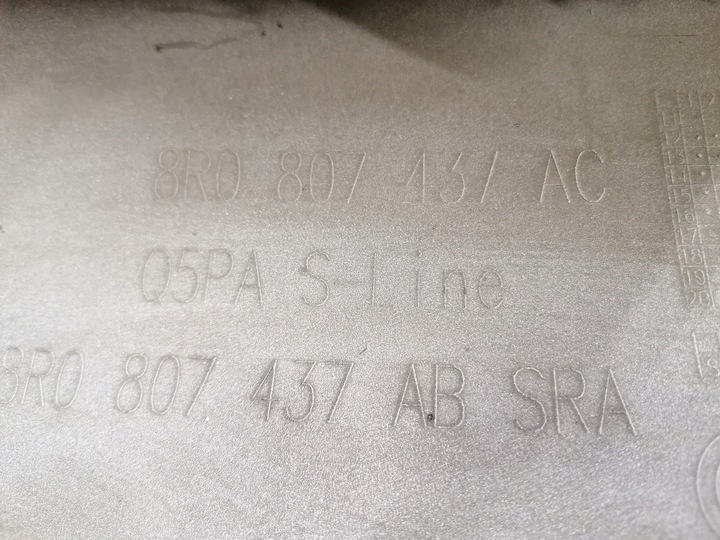 8R0 807 437 AC
Q5PA S-Line
8R0 807 437 AB SRA